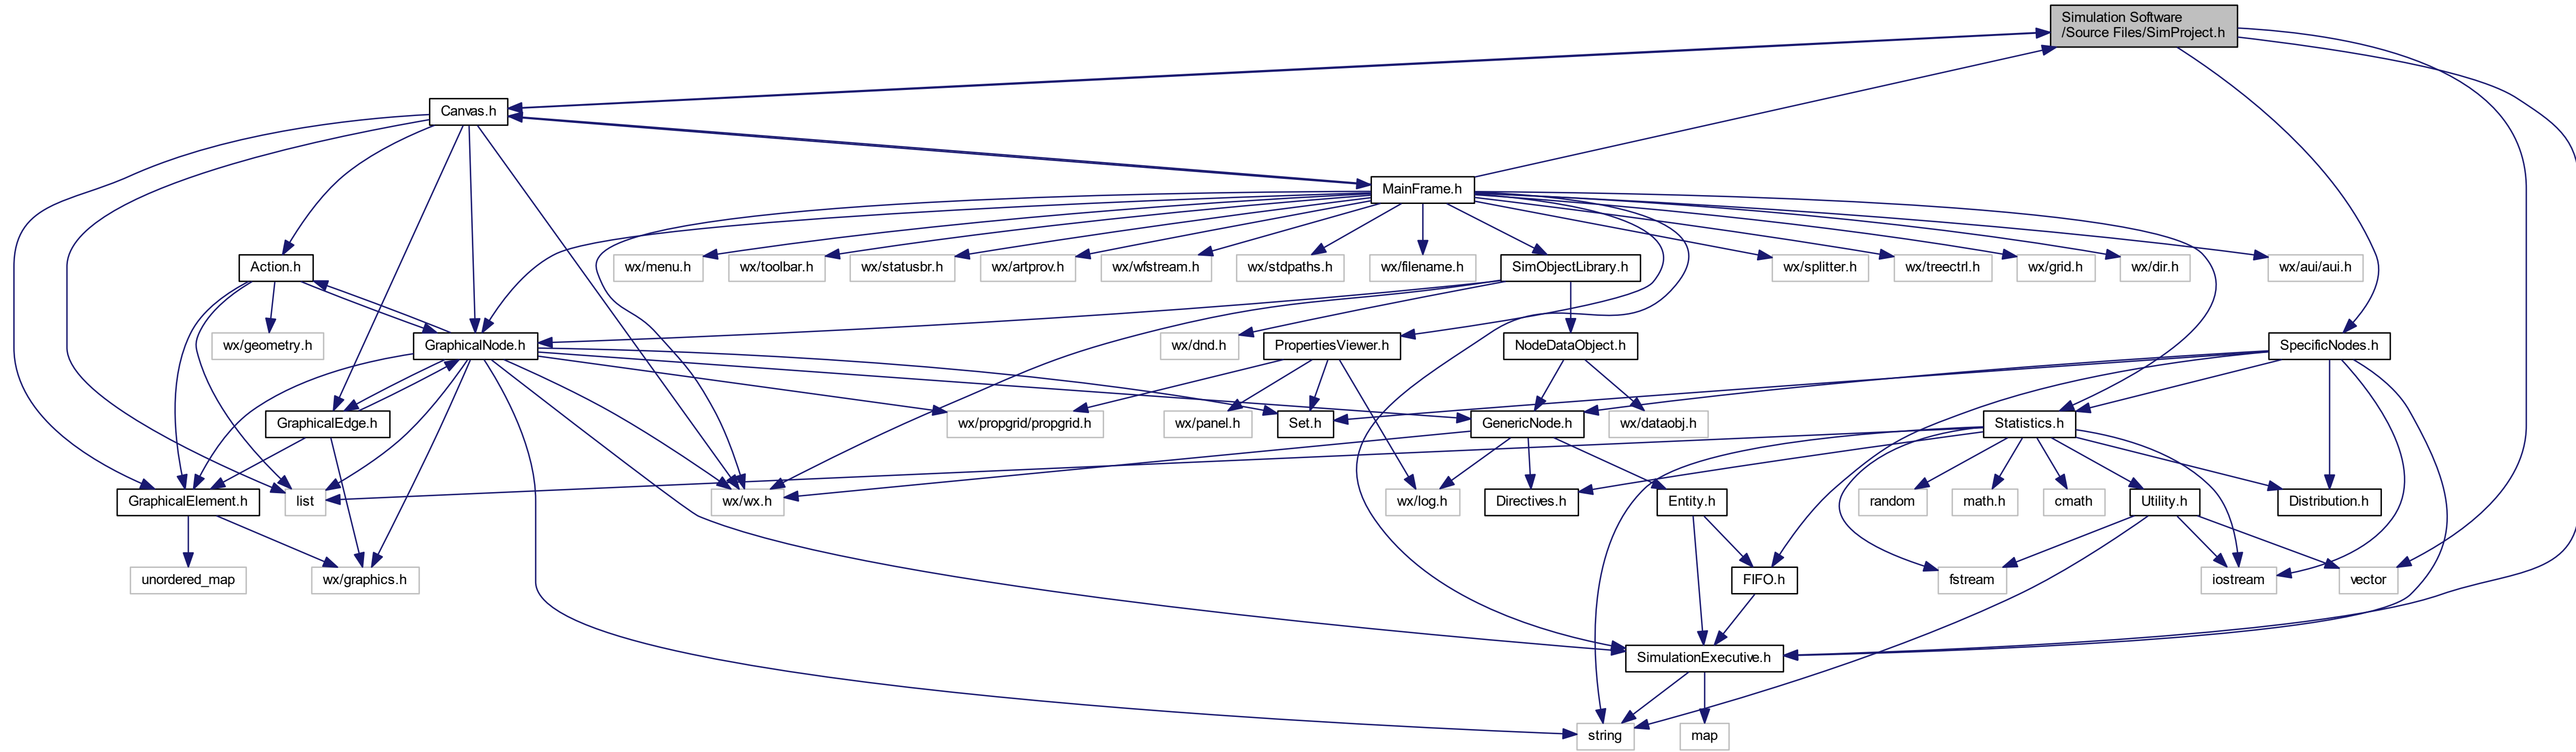 Simulation Software
/Source Files/SimProject.h
Canvas.h
MainFrame.h
Action.h
wx/menu.h
wx/toolbar.h
wx/statusbr.h
wx/artprov.h
wx/wfstream.h
wx/stdpaths.h
wx/filename.h
SimObjectLibrary.h
wx/splitter.h
wx/treectrl.h
wx/grid.h
wx/dir.h
wx/aui/aui.h
wx/geometry.h
GraphicalNode.h
wx/dnd.h
PropertiesViewer.h
NodeDataObject.h
SpecificNodes.h
GraphicalEdge.h
wx/propgrid/propgrid.h
wx/panel.h
Set.h
GenericNode.h
wx/dataobj.h
Statistics.h
GraphicalElement.h
list
wx/wx.h
wx/log.h
Directives.h
Entity.h
random
math.h
cmath
Utility.h
Distribution.h
unordered_map
wx/graphics.h
FIFO.h
fstream
iostream
vector
SimulationExecutive.h
string
map